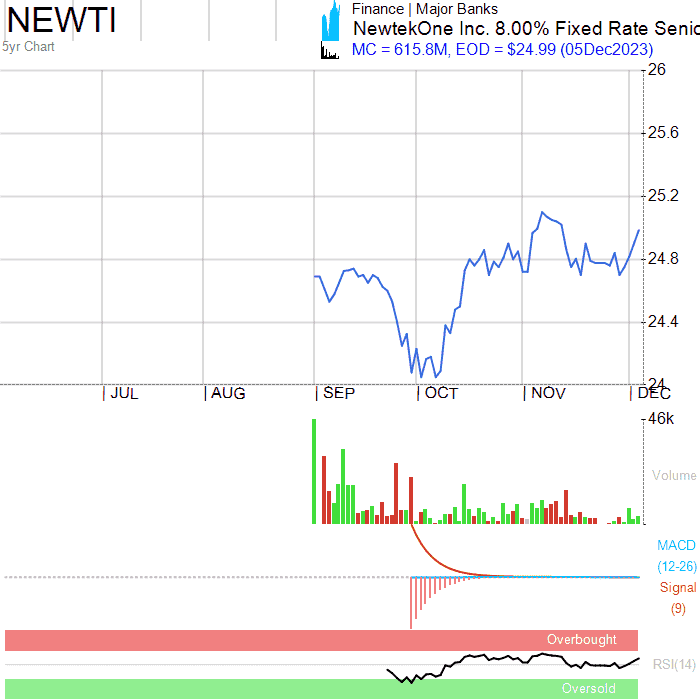 NEWTI
5yr Chart
Finance | Major Banks
NewtekOne Inc. 8.00% Fixed Rate Senio
MC = 615.8M, EOD = $24.99 (05Dec2023)
26
25.6
25.2
24.8
24.4
24
JUL
AUG
SEP
OCT
NOV
DEC
46k
Volume
MACD
(12-26)
Signal
(9)
Overbought
RSI(14)
Oversold